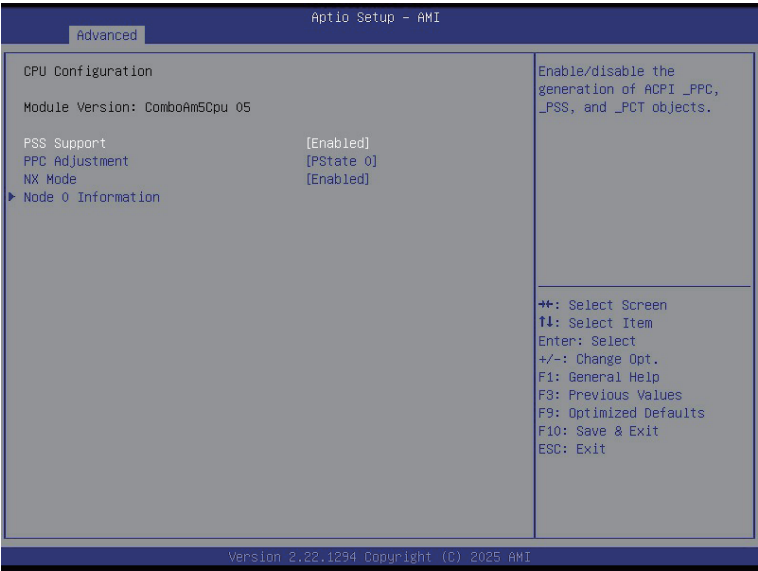 Aptio Setup – AMI
Advanced
CPU Configuration
Module Version: ComboAm5Cpu 05
PSS Support [Enabled]
PPC Adjustment [PState 0]
NX Mode [Enabled]
Node 0 Information
Enable/disable the
generation of ACPI _PPC,
_PSS, and _PCT objects.
→←: Select Screen
↑↓: Select Item
Enter: Select
+/-: Change Opt.
F1: General Help
F3: Previous Values
F9: Optimized Defaults
F10: Save & Exit
ESC: Exit
Version 2.22.1294 Copyright (C) 2025 AMI